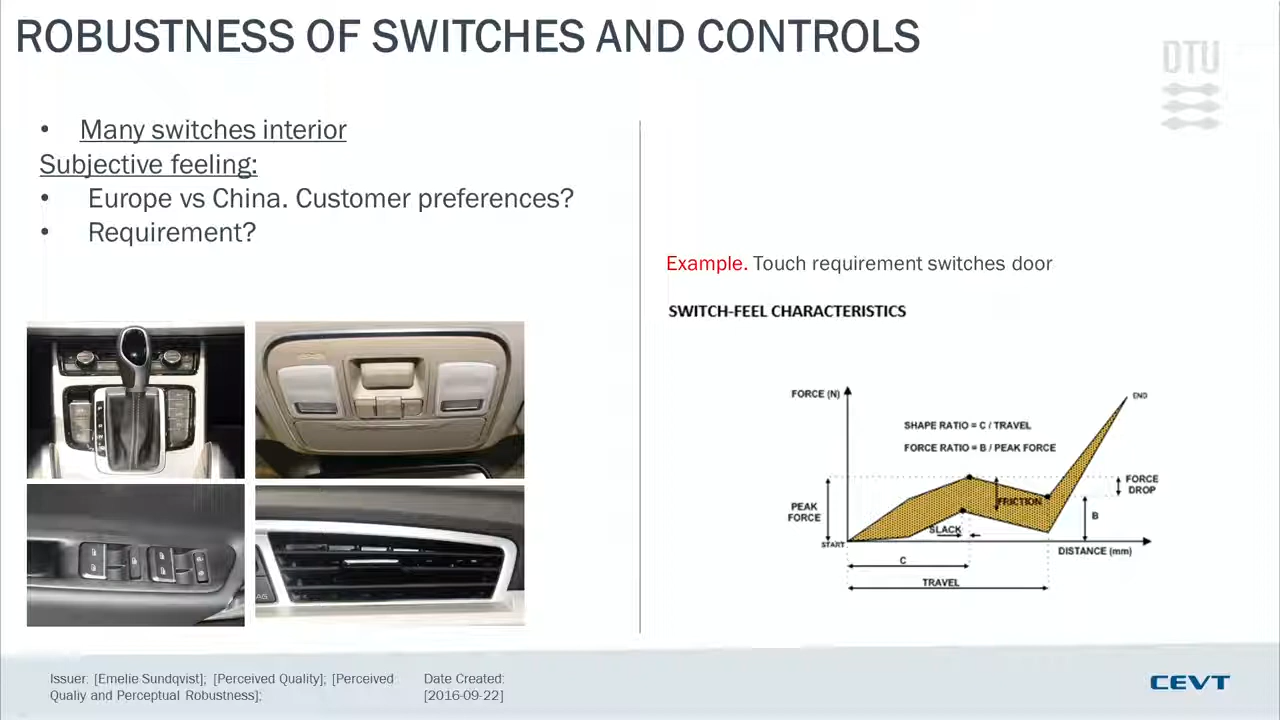 ROBUSTNESS OF SWITCHES AND CONTROLS
DTU
• Many switches interior
Subjective feeling:
• Europe vs China. Customer preferences?
• Requirement?
Example. Touch requirement switches door
SWITCH-FEEL CHARACTERISTICS
FORCE (N)
END
SHAPE RATIO = C / TRAVEL
FORCE RATIO = B / PEAK FORCE
FORCE
DROP
PEAK
FORCE
FRICTION
B
SLACK
START
DISTANCE (mm)
C
TRAVEL
Issuer: [Emelie Sundqvist]; [Perceived Quality]; [Perceived
Qualiy and Perceptual Robustness];
Date Created:
[2016-09-22]
CEVT